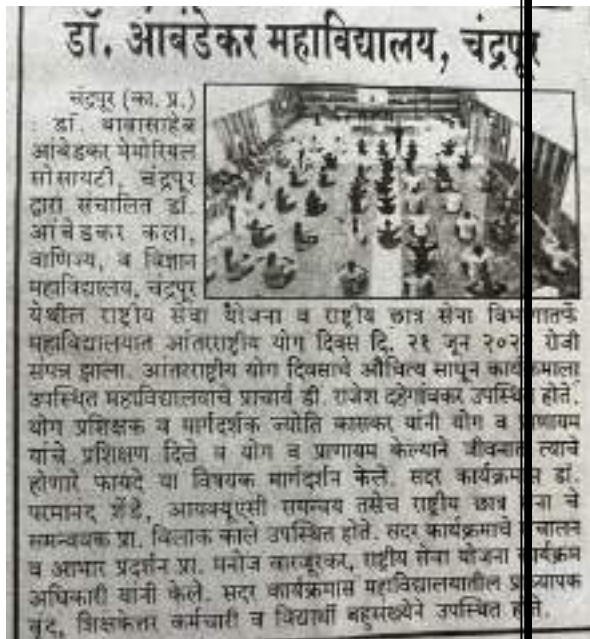 डॉ. आंबेडकर महाविद्यालय, चंद्रपूर
चंद्रपूर (का. प्र.)
: डॉ. बाबासाहेब
आंबेडकर मेमोरियल
सोसायटी, चंद्रपूर
द्वारा संचालित डॉ.
आंबेडकर कला,
वाणिज्य, व विज्ञान
महाविद्यालय, चंद्रपूर
येथील राष्ट्रीय सेवा योजना व राष्ट्रीय छात्र सेना विभागातर्फे
महाविद्यालयात आंतरराष्ट्रीय योग दिवस दि. २१ जून रोजी
संपन्न झाला. आंतरराष्ट्रीय योग दिवसाचे औचित्य साधून कार्यक्रमाला
उपस्थित महाविद्यालयाचे प्राचार्य डॉ. राजेश दहेगांवकर उपस्थित होते.
योग प्रशिक्षक व मार्गदर्शक ज्योति यांनी योग व प्राणायम
यांचे प्रशिक्षण दिले व योग व प्राणायम केल्याने जीवनात त्याचे
होणारे फायदे या विषयक मार्गदर्शन केले. सदर कार्यक्रमास डॉ.
परमानंद शेंडे, आयक्यूएसी समन्वय तसेच राष्ट्रीय छात्र सेना चे
समन्वयक प्रा. काले उपस्थित होते. सदर कार्यक्रमाचे संचालन
व आभार प्रदर्शन प्रा. मनोज राष्ट्रीय सेवा योजना कार्यक्रम
अधिकारी यांनी केले. सदर कार्यक्रमास महाविद्यालयातील प्राध्यापक
वृंद, शिक्षकेत्तर कर्मचारी व विद्यार्थी बहुसंख्येने उपस्थित होते.